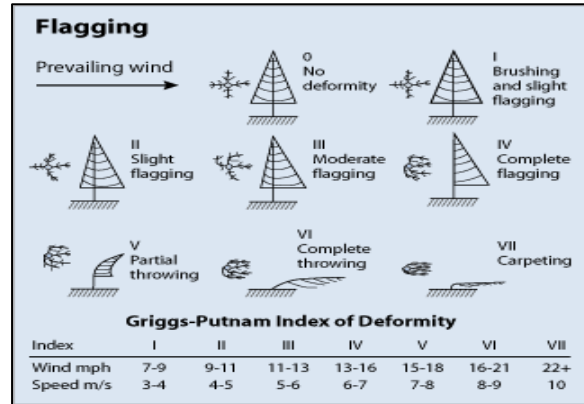 Flagging
Prevailing wind
0
No
deformity
I
Brushing
and slight
flagging
II
Slight
flagging
III
Moderate
flagging
IV
Complete
flagging
V
Partial
throwing
VI
Complete
throwing
VII
Carpeting
Griggs-Putnam Index of Deformity
Index I II III IV V VI VII
Wind mph 7-9 9-11 11-13 13-16 15-18 16-21 22+
Speed m/s 3-4 4-5 5-6 6-7 7-8 8-9 10